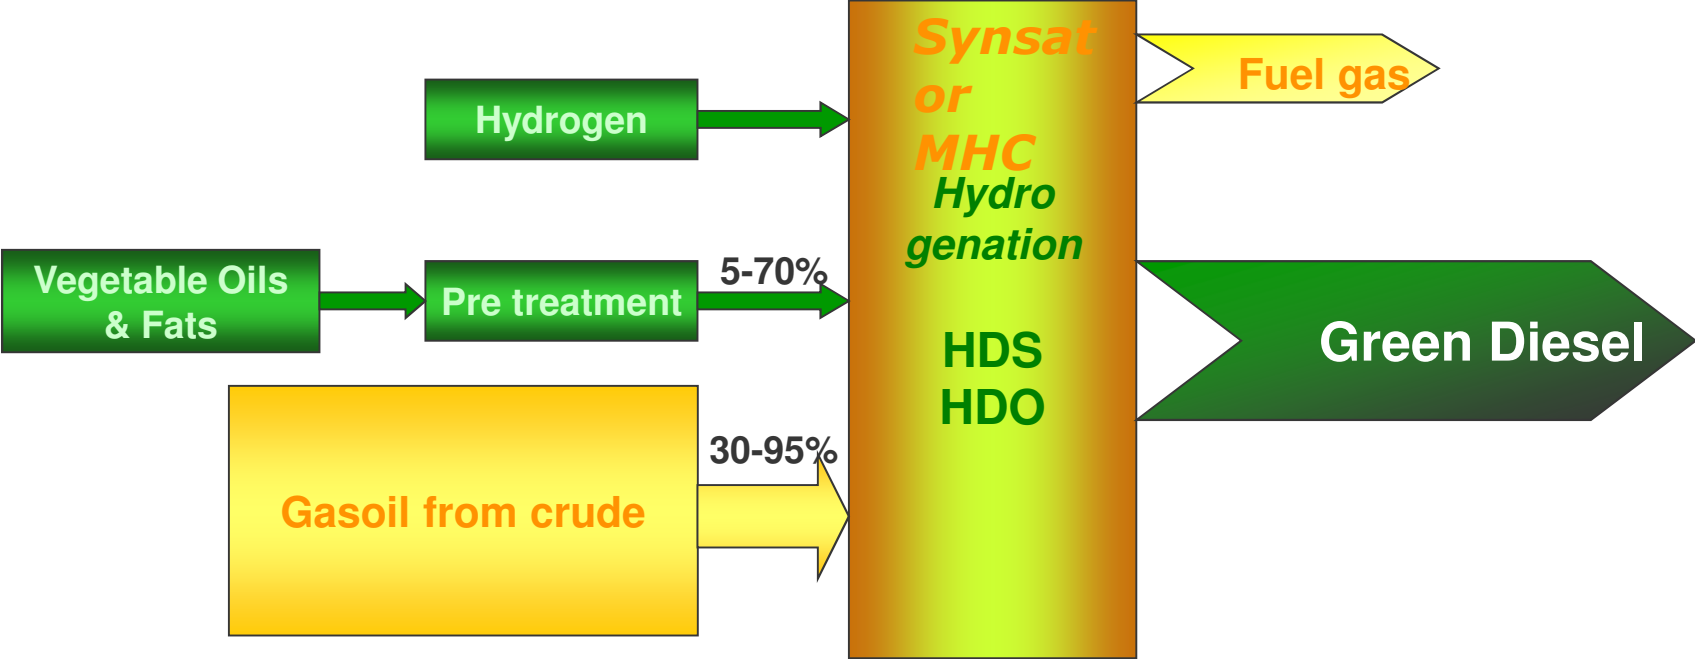 Hydrogen
Vegetable Oils
& Fats
Pre treatment
5-70%
Gasoil from crude
30-95%
Synsat
or
MHC
Hydro
genation
HDS
HDO
Fuel gas
Green Diesel